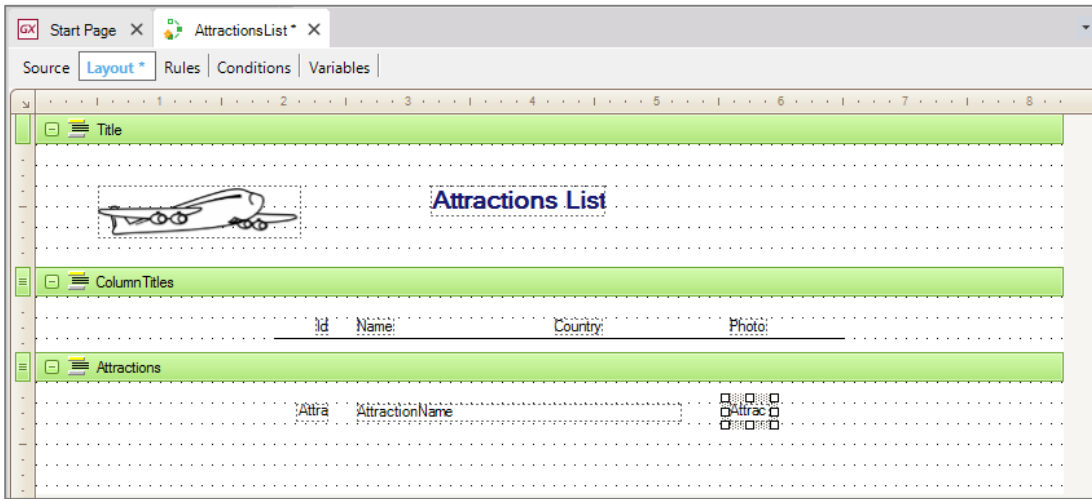 GX Start Page AttractionsList *
Source Layout * Rules Conditions Variables
1 2 3 4 5 6 7 8
Title
Attractions List
ColumnTitles
Id Name: Country: Photo:
Attractions
Attra AttractionName Attrac